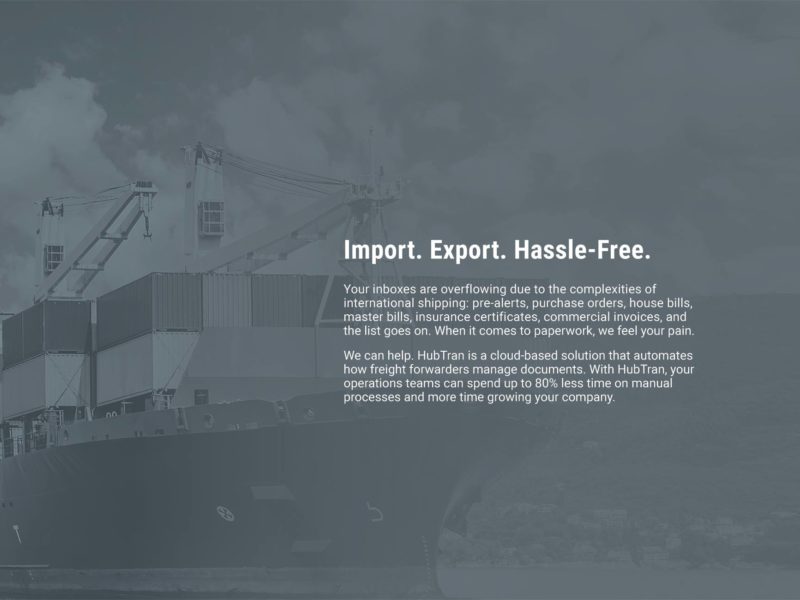 Import. Export. Hassle-Free.
Your inboxes are overflowing due to the complexities of
international shipping: pre-alerts, purchase orders, house bills,
master bills, insurance certificates, commercial invoices, and
the list goes on. When it comes to paperwork, we feel your pain.
We can help. HubTran is a cloud-based solution that automates
how freight forwarders manage documents. With HubTran, your
operations teams can spend up to 80% less time on manual
processes and more time growing your company.